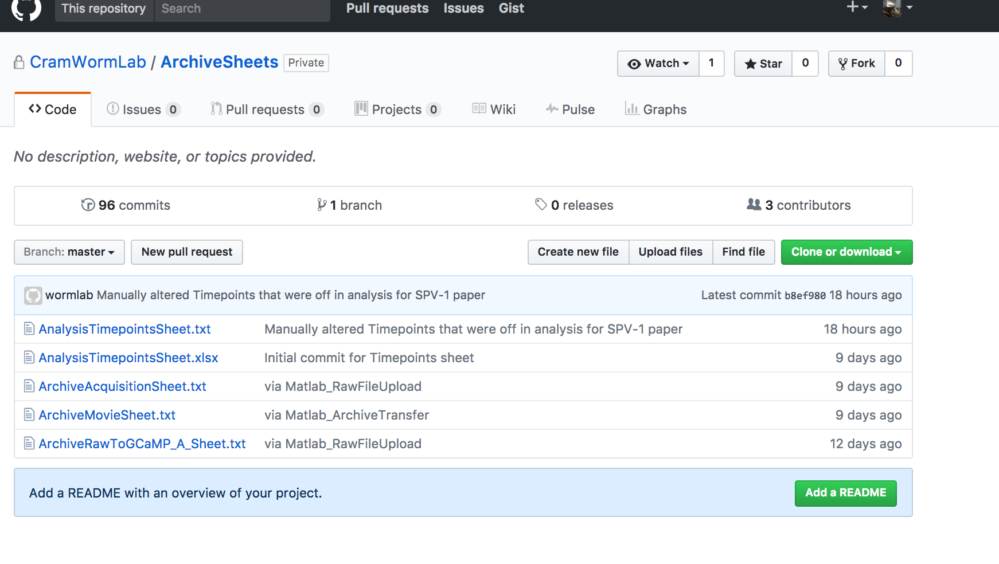 This repository Search Pull requests Issues Gist
CramWormLab / ArchiveSheets Private Watch 1 Star 0 Fork 0
Code Issues 0 Pull requests 0 Projects 0 Wiki Pulse Graphs
No description, website, or topics provided.
96 commits 1 branch 0 releases 3 contributors
Branch: master New pull request Create new file Upload files Find file Clone or download
wormlab Manually altered Timepoints that were off in analysis for SPV-1 paper Latest commit b8ef980 18 hours ago
AnalysisTimepointsSheet.txt Manually altered Timepoints that were off in analysis for SPV-1 paper 18 hours ago
AnalysisTimepointsSheet.xlsx Initial commit for Timepoints sheet 9 days ago
ArchiveAcquisitionSheet.txt via Matlab_RawFileUpload 9 days ago
ArchiveMovieSheet.txt via Matlab_ArchiveTransfer 9 days ago
ArchiveRawToGCaMP_A_Sheet.txt via Matlab_RawFileUpload 12 days ago
Add a README with an overview of your project. Add a README